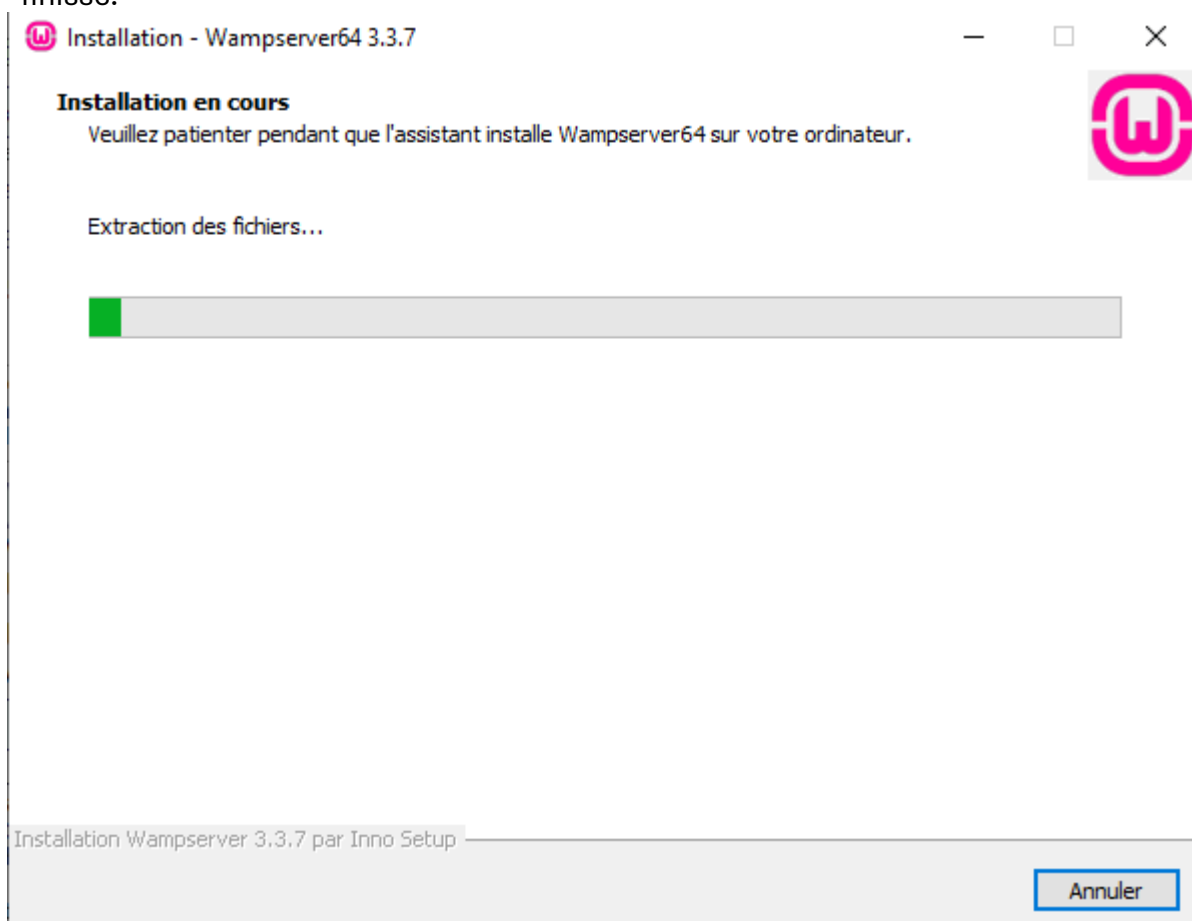 finisse.
Installation - Wampserver64 3.3.7
Installation en cours
Veuillez patienter pendant que l'assistant installe Wampserver64 sur votre ordinateur.
Extraction des fichiers...
Installation Wampserver 3.3.7 par Inno Setup
Annuler